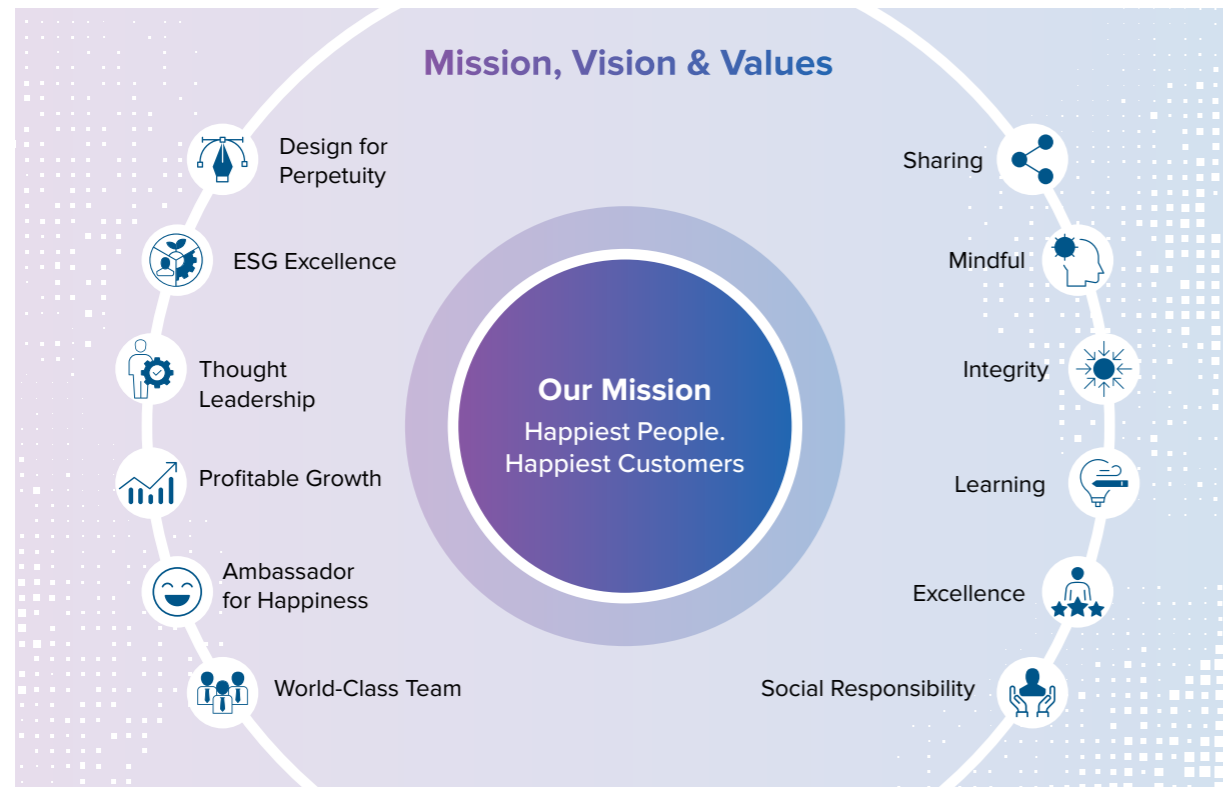 Mission, Vision & Values
Design for
Perpetuity
ESG Excellence
Thought
Leadership
Profitable Growth
Ambassador
for Happiness
World-Class Team
Our Mission
Happiest People.
Happiest Customers
Sharing
Mindful
Integrity
Learning
Excellence
Social Responsibility